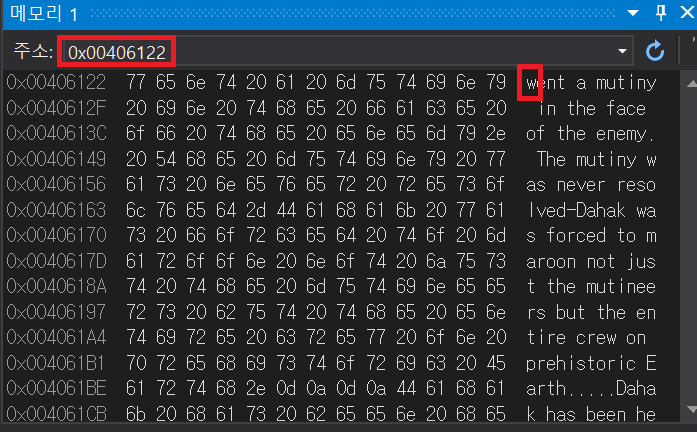 메모리 1
주소: 0x00406122
0x00406122 77 65 6e 74 20 61 20 6d 75 74 69 6e 79 went a mutiny
0x0040612F 20 69 6e 20 74 68 65 20 66 61 63 65 20 in the face
0x0040613C 6f 66 20 74 68 65 20 65 6e 65 6d 79 2e of the enemy.
0x00406149 20 54 68 65 20 6d 75 74 69 6e 79 20 77 The mutiny w
0x00406156 61 73 20 6e 65 76 65 72 20 72 65 73 6f as never reso
0x00406163 6c 76 65 64 2d 44 61 68 61 6b 20 77 61 lved-Dahak wa
0x00406170 73 20 66 6f 72 63 65 64 20 74 6f 20 6d s forced to m
0x0040617D 61 72 6f 6f 6e 20 6e 6f 74 20 6a 75 73 aroon not jus
0x0040618A 74 20 74 68 65 20 6d 75 74 69 6e 65 65 t the mutinee
0x00406197 72 73 20 62 75 74 20 74 68 65 20 65 6e rs but the en
0x004061A4 74 69 72 65 20 63 72 65 77 20 6f 6e 20 tire crew on
0x004061B1 70 72 65 68 69 73 74 6f 72 69 63 20 45 prehistoric E
0x004061BE 61 72 74 68 2e 0d 0a 0d 0a 44 61 68 61 arth.....Daha
0x004061CB 6b 20 68 61 73 20 62 65 65 6e 20 68 65 k has been he